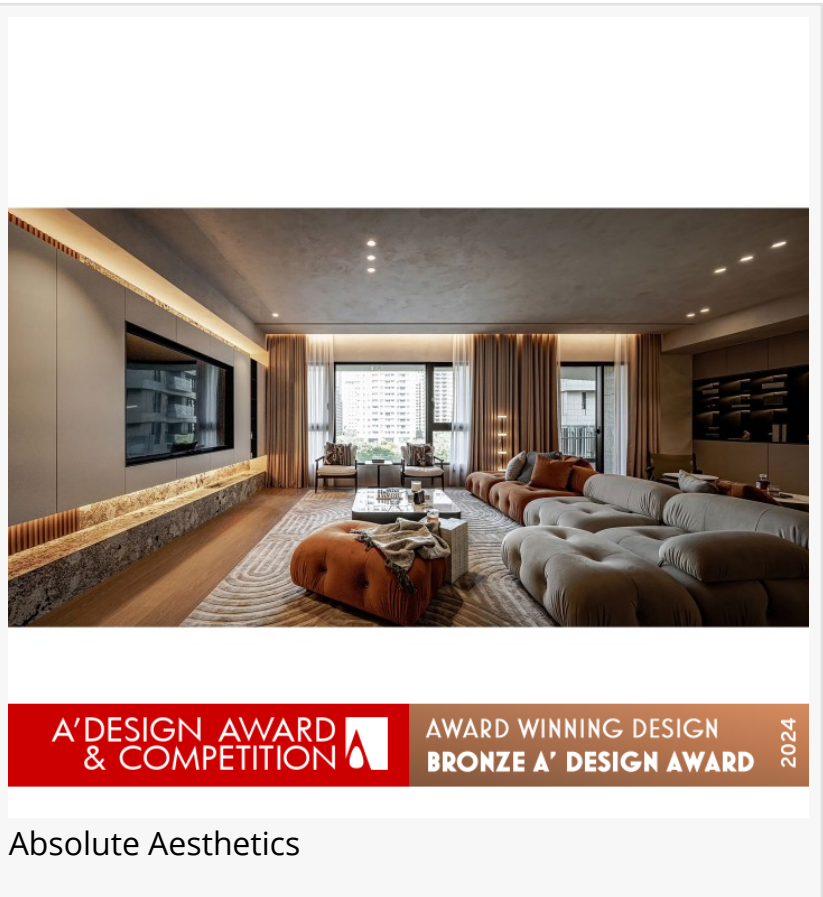 A'DESIGN AWARD
& COMPETITION
AWARD WINNING DESIGN
BRONZE A' DESIGN AWARD
2024
Absolute Aesthetics